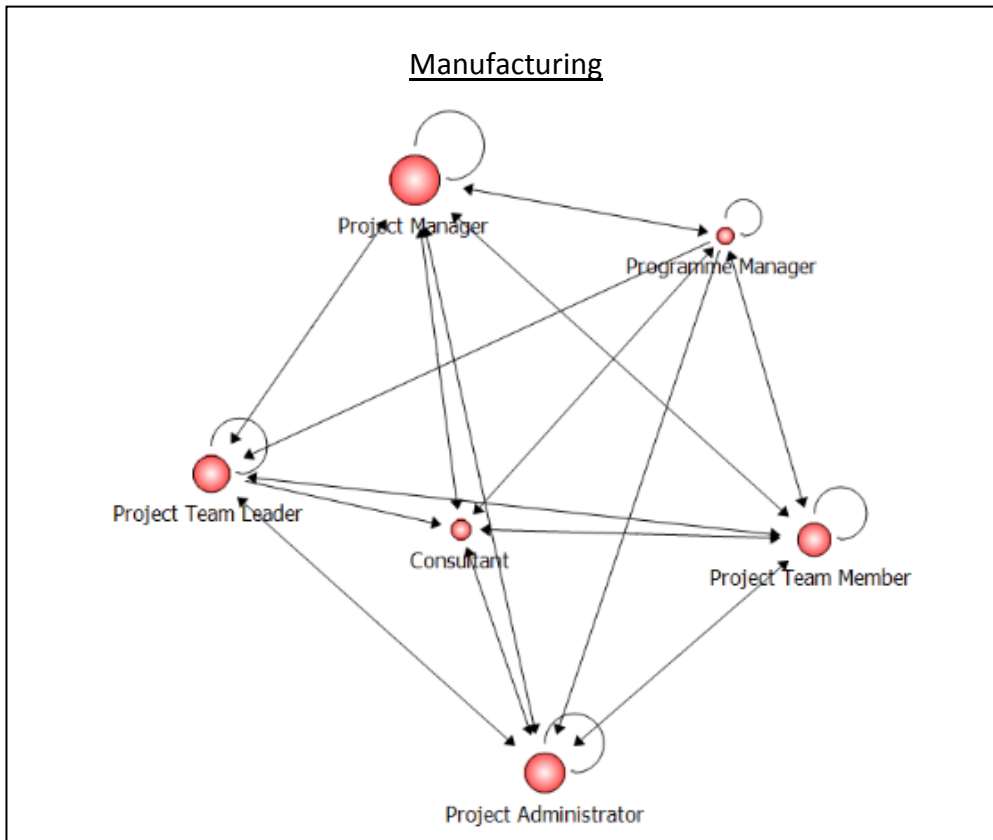 Manufacturing
Project Manager
Programme Manager
Project Team Leader
Consultant
Project Team Member
Project Administrator